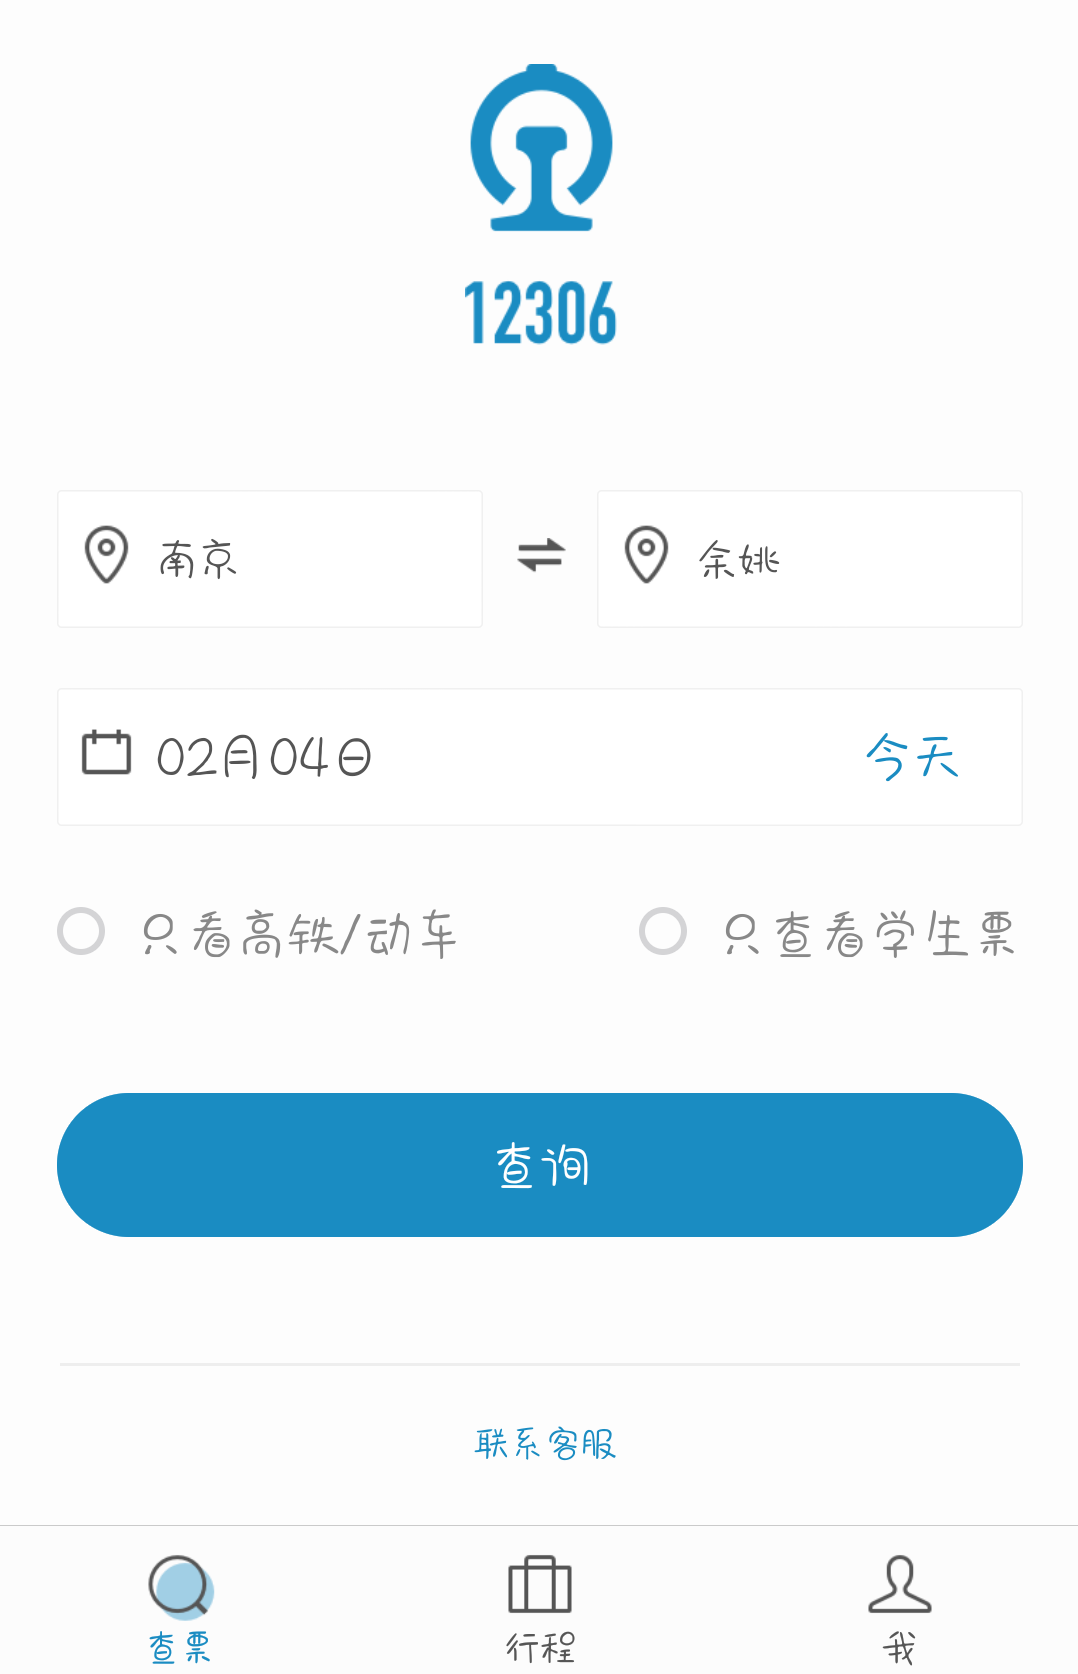 12306
南京
余姚
02月04日
今天
只看高铁/动车
只查看学生票
查询
联系客服
查票
行程
我